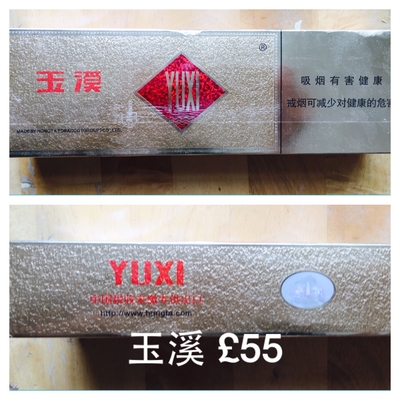 玉溪
YUXI
®
吸烟有害健康
戒烟可减少对健康的危害
YUXI
http://www.hongta.com
玉溪 £55